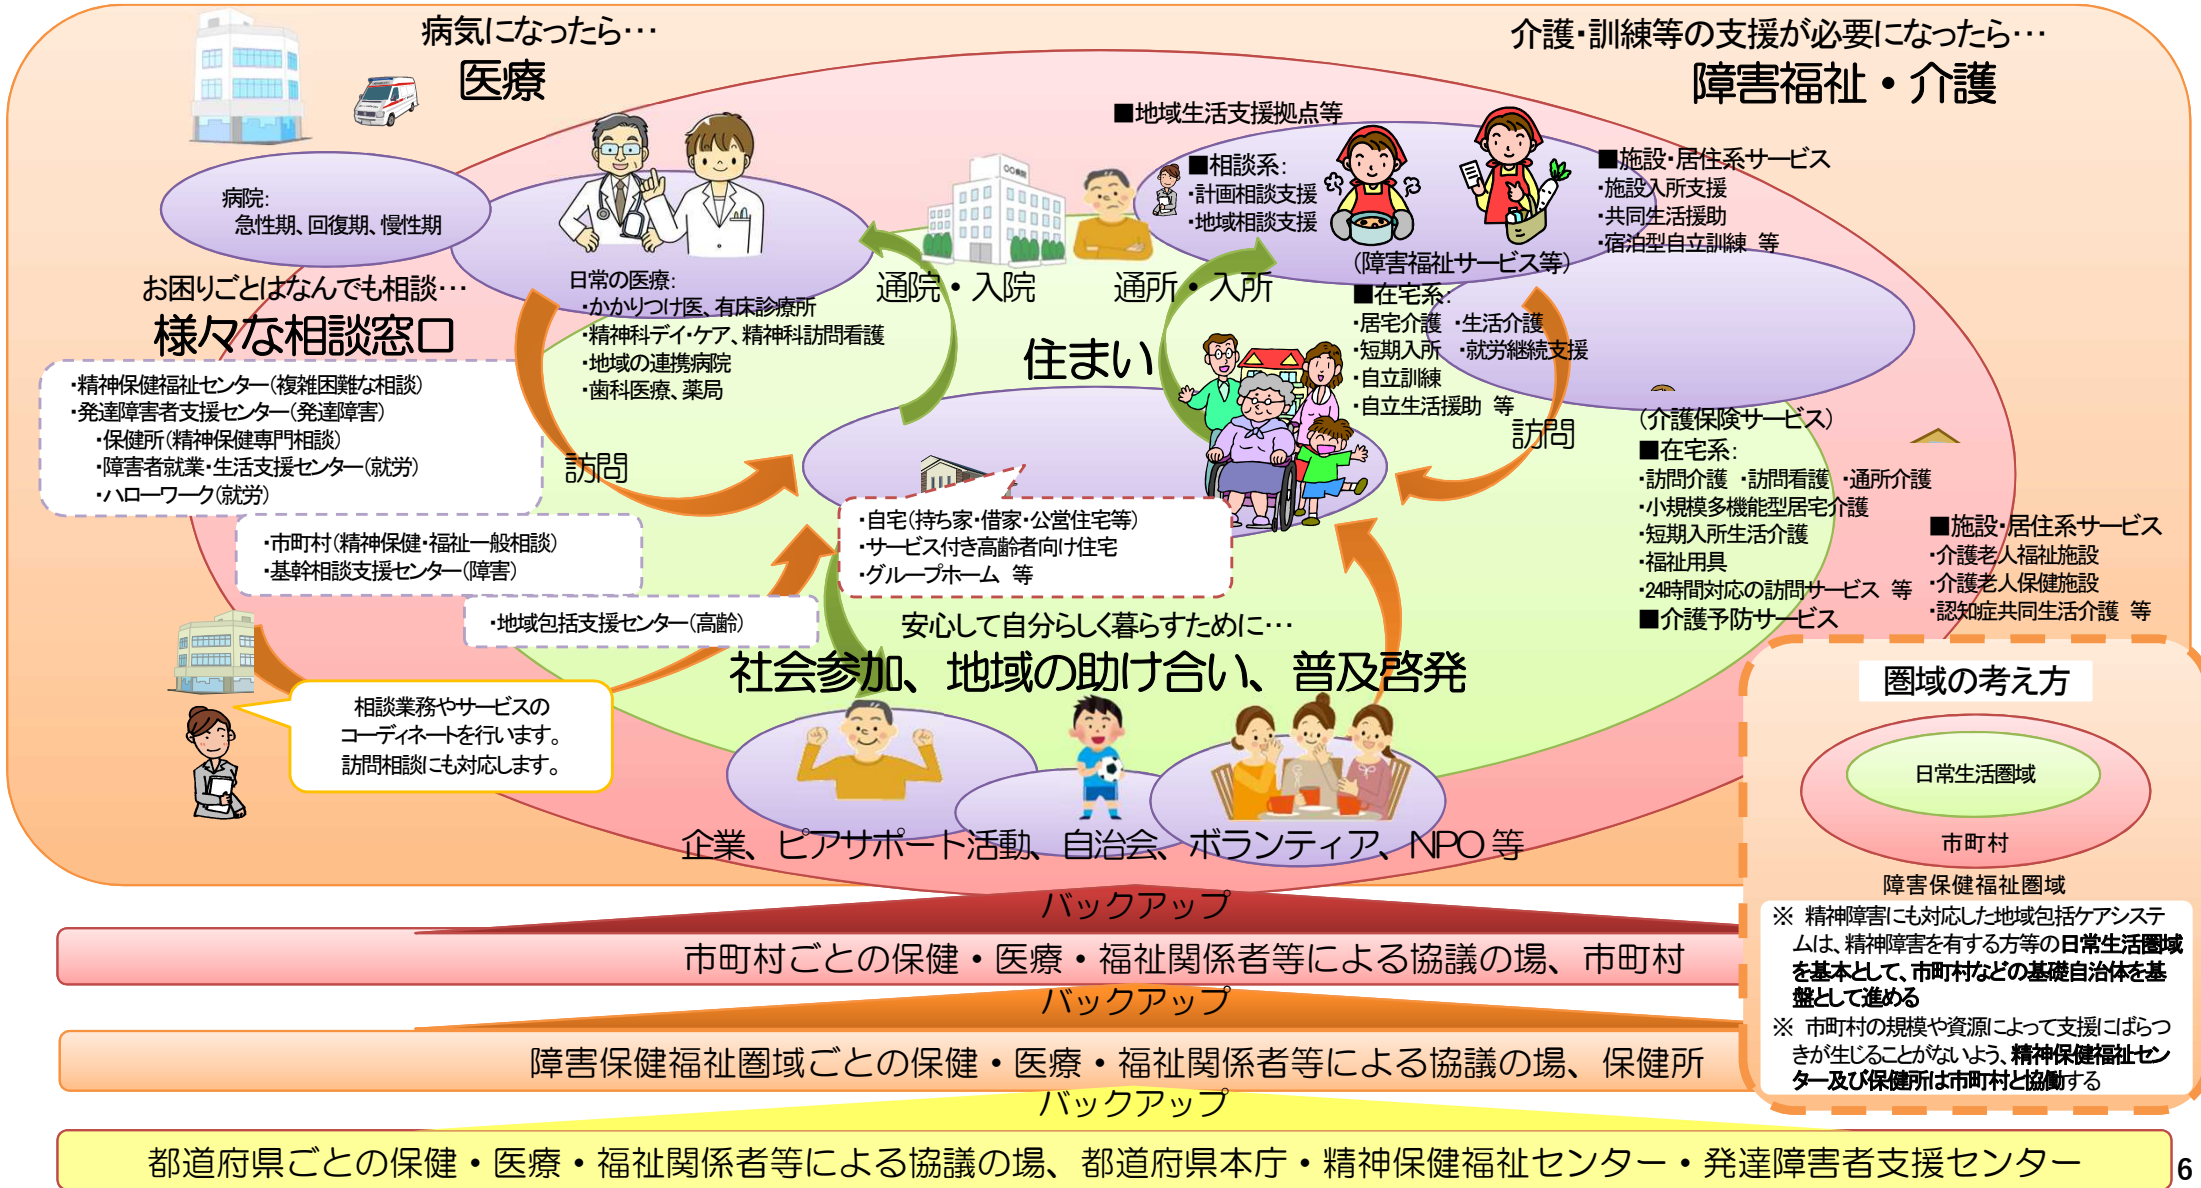 病気になったら…
医療
介護・訓練等の支援が必要になったら…
障害福祉・介護
病院:
急性期、回復期、慢性期
日常の医療:
・かかりつけ医、有床診療所
・精神科デイ・ケア、精神科訪問看護
・地域の連携病院
・歯科医療、薬局
○○病院
通院・入院
通所・入所
■地域生活支援拠点等
■相談系:
・計画相談支援
・地域相談支援
■施設・居住系サービス
・施設入所支援
・共同生活援助
・宿泊型自立訓練 等
(障害福祉サービス等)
■在宅系:
・居宅介護 ・生活介護
・短期入所 ・就労継続支援
・自立訓練
・自立生活援助 等
訪問
お困りごとはなんでも相談…
様々な相談窓口
・精神保健福祉センター(複雑困難な相談)
・発達障害者支援センター(発達障害)
・保健所(精神保健専門相談)
・障害者就業・生活支援センター(就労)
・ハローワーク(就労)
訪問
・市町村(精神保健・福祉一般相談)
・基幹相談支援センター(障害)
・地域包括支援センター(高齢)
相談業務やサービスの
コーディネートを行います。
訪問相談にも対応します。
住まい
・自宅(持ち家・借家・公営住宅等)
・サービス付き高齢者向け住宅
・グループホーム 等
(介護保険サービス)
■在宅系:
・訪問介護 ・訪問看護 ・通所介護
・小規模多機能型居宅介護
・短期入所生活介護
・福祉用具
・24時間対応の訪問サービス 等
■介護予防サービス
■施設・居住系サービス
・介護老人福祉施設
・介護老人保健施設
・認知症共同生活介護 等
安心して自分らしく暮らすために…
社会参加、地域の助け合い、普及啓発
企業、ピアサポート活動、自治会、ボランティア、NPO 等
圏域の考え方
日常生活圏域
市町村
障害保健福祉圏域
※ 精神障害にも対応した地域包括ケアシステ
ムは、精神障害を有する方等の日常生活圏域
を基本として、市町村などの基礎自治体を基
盤として進める
※ 市町村の規模や資源によって支援にばらつ
きが生じることがないよう、精神保健福祉セン
ター及び保健所は市町村と協働する
バックアップ
市町村ごとの保健・医療・福祉関係者等による協議の場、市町村
バックアップ
障害保健福祉圏域ごとの保健・医療・福祉関係者等による協議の場、保健所
バックアップ
都道府県ごとの保健・医療・福祉関係者等による協議の場、都道府県本庁・精神保健福祉センター・発達障害者支援センター
6